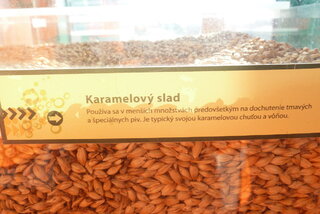 Karamelový slad
Používa sa v menších množstvách predovšetkým na dochutenie tmavých
a špeciálnych pív. Je typický svojou karamelovou chuťou a vôňou.